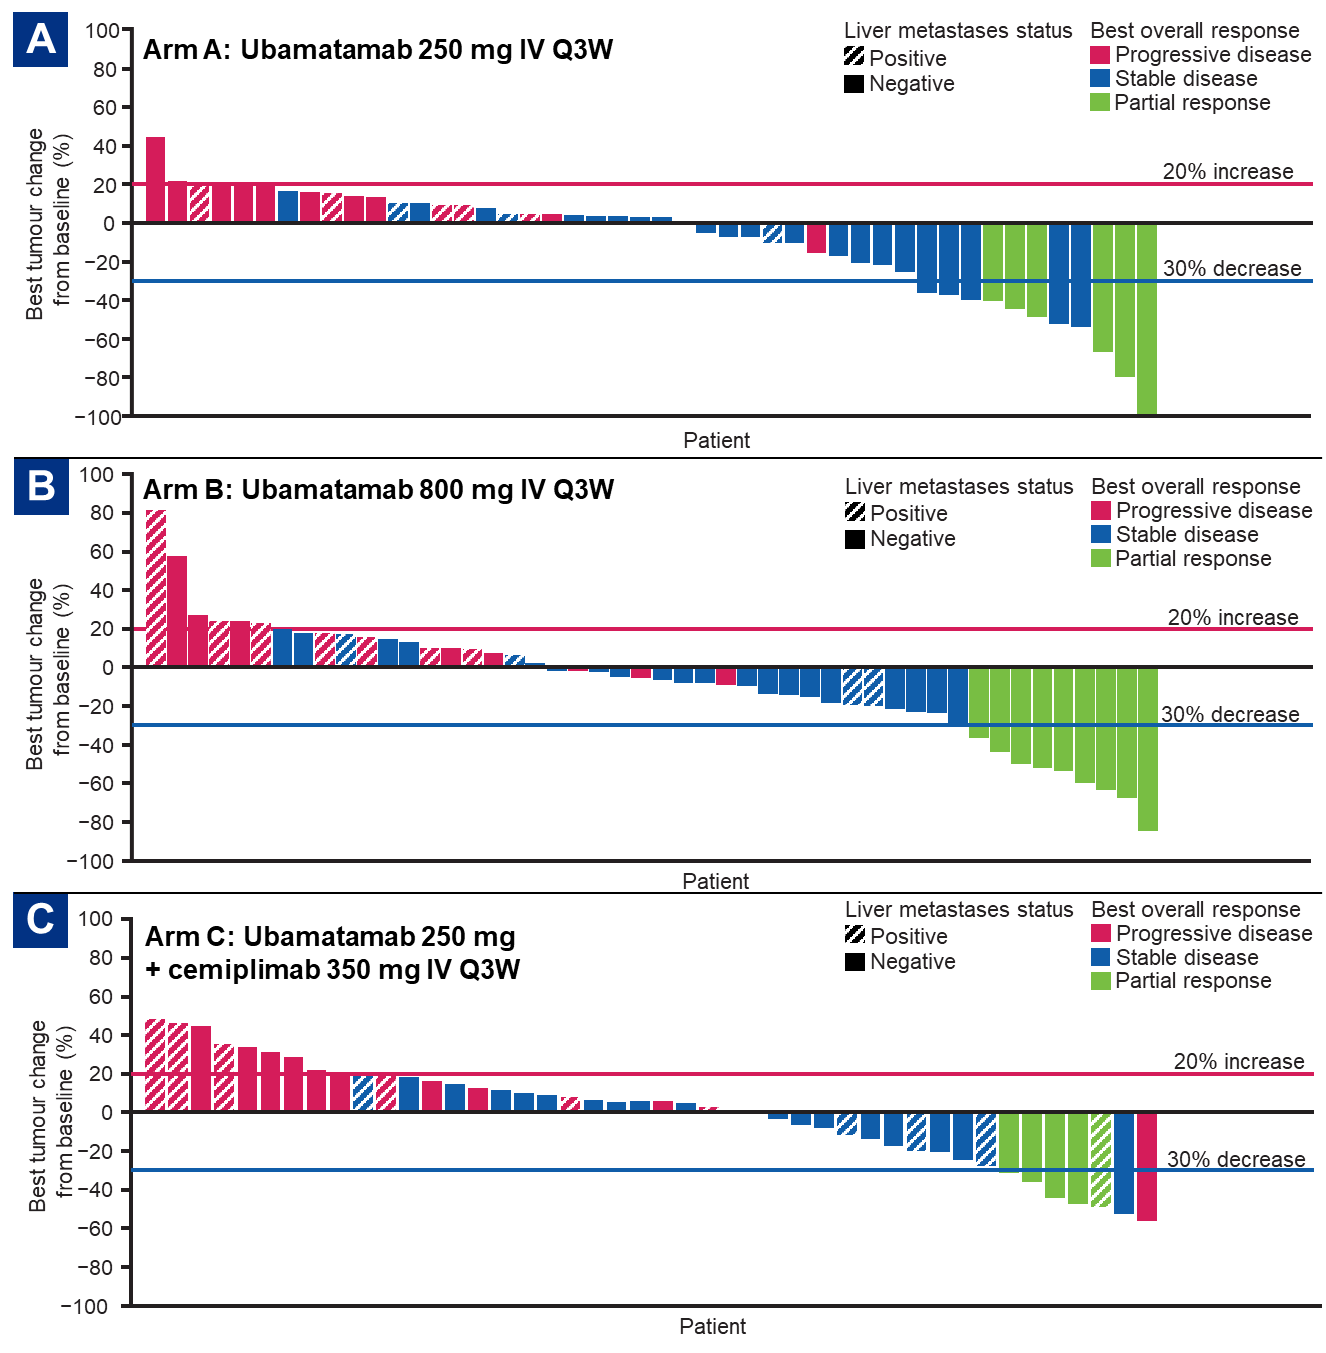 A
Arm A: Ubamatamab 250 mg IV Q3W
Liver metastases status
Positive
Negative
Best overall response
Progressive disease
Stable disease
Partial response
Best tumour change
from baseline (%)
100
80
60
40
20
0
−20
−40
−60
−80
−100
20% increase
30% decrease
Patient
B
Arm B: Ubamatamab 800 mg IV Q3W
Liver metastases status
Positive
Negative
Best overall response
Progressive disease
Stable disease
Partial response
Best tumour change
from baseline (%)
100
80
60
40
20
0
−20
−40
−60
−80
−100
20% increase
30% decrease
Patient
C
Arm C: Ubamatamab 250 mg
+ cemiplimab 350 mg IV Q3W
Liver metastases status
Positive
Negative
Best overall response
Progressive disease
Stable disease
Partial response
Best tumour change
from baseline (%)
100
80
60
40
20
0
−20
−40
−60
−80
−100
20% increase
30% decrease
Patient